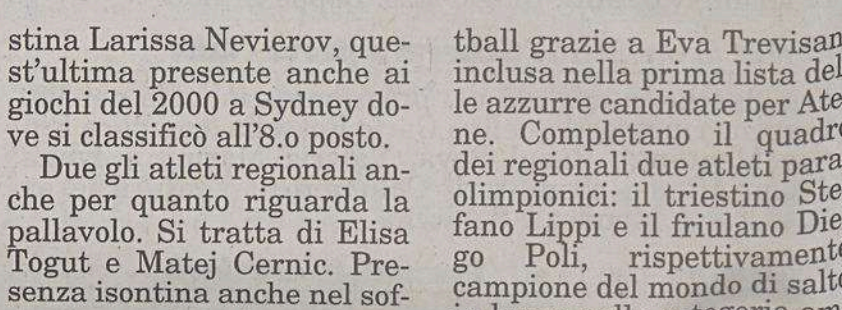 stina Larissa Nevierov, que-
st'ultima presente anche ai
giochi del 2000 a Sydney do-
ve si classificò all'8.o posto.
Due gli atleti regionali an-
che per quanto riguarda la
pallavolo. Si tratta di Elisa
Togut e Matej Cernic. Pre-
senza isontina anche nel sof-
tball grazie a Eva Trevisan
inclusa nella prima lista del
le azzurre candidate per Ate
ne. Completano il quadro
dei regionali due atleti para
olimpionici: il triestino Ste
fano Lippi e il friulano Die
go Poli, rispettivamente
campione del mondo di salto